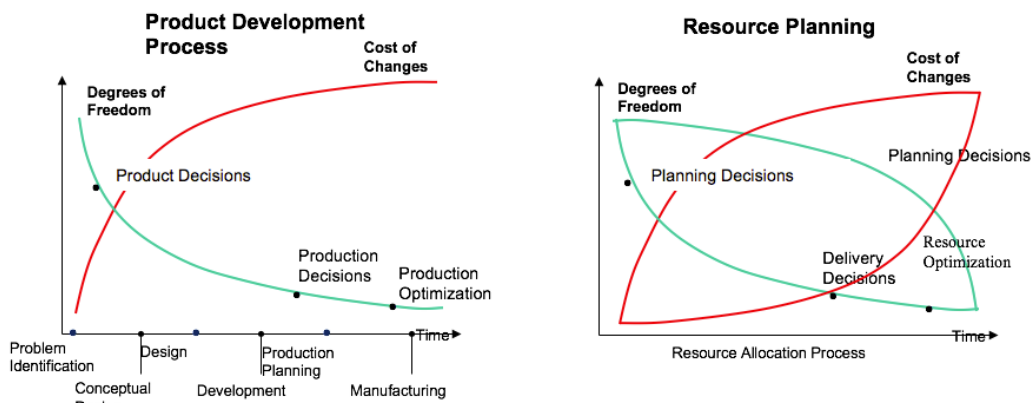 Product Development
Process
Cost of
Changes
Degrees of
Freedom
Product Decisions
Production
Decisions
Production
Optimization
Time
Problem
Identification
Design
Production
Planning
Conceptual
Development
Manufacturing
Resource Planning
Cost of
Changes
Degrees of
Freedom
Planning Decisions
Planning Decisions
Resource
Optimization
Delivery
Decisions
Time
Resource Allocation Process